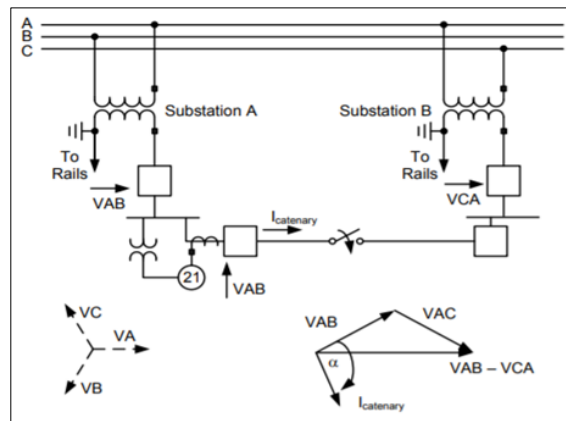 A
B
C
Substation A
Substation B
To
Rails
To
Rails
VAB
VCA
Icatenary
21
VAB
VC
VA
VB
VAB
VAC
α
VAB – VCA
Icatenary